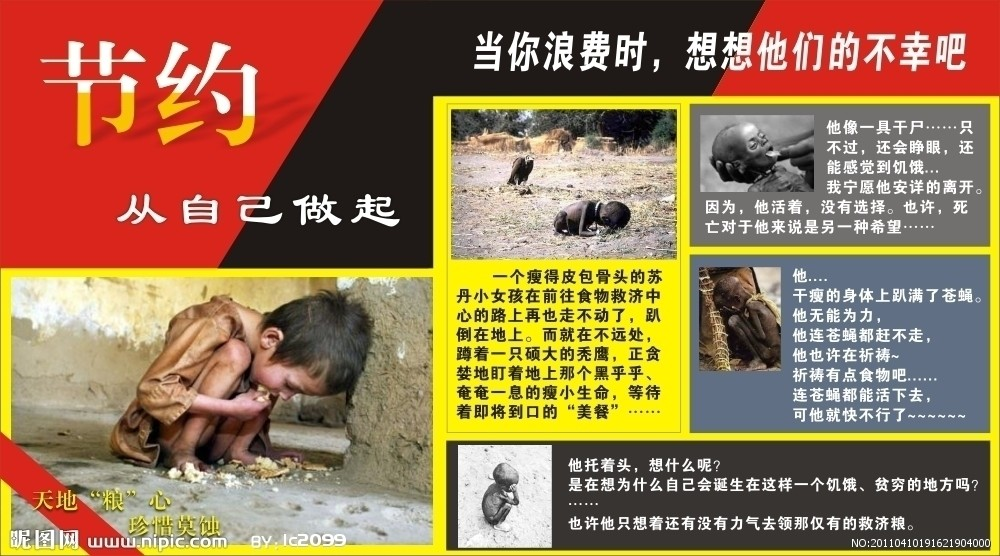 节约
从自己做起
当你浪费时，想想他们的不幸吧
一个瘦得皮包骨头的苏
丹小女孩在前往食物救济中
心的路上再也走不动了，趴
倒在地上。而就在不远处，
蹲着一只硕大的秃鹰，正贪
婪地盯着地上那个黑乎乎、
奄奄一息的瘦小生命，等待
着即将到口的“美餐”……
他像一具干尸……只
不过，还会睁眼，还
能感觉到饥饿...
我宁愿他安详的离开。
因为，他活着，没有选择。也许，死
亡对于他来说是另一种希望……
他....
干瘦的身体上趴满了苍蝇。
他无能为力，
他连苍蝇都赶不走，
他也许在祈祷~
祈祷有点食物吧......
连苍蝇都能活下去，
可他就快不行了~~~~~~
他托着头，想什么呢？
是在想为什么自己会诞生在这样一个饥饿、贫穷的地方吗？
……
也许他只想着还有没有力气去领那仅有的救济粮。
天地“粮”心
珍惜莫蚀
昵图网 www.nipic.com BY: lc2099
NO:20110410191621904000